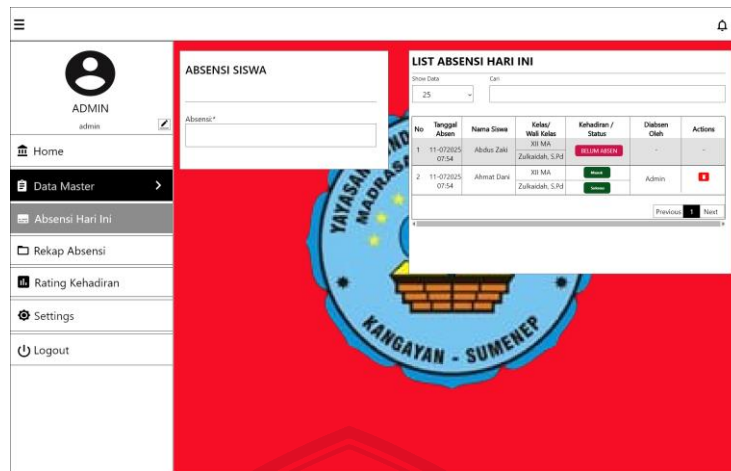 ADMIN
admin
Home
Data Master
Absensi Hari Ini
Rekap Absensi
Rating Kehadiran
Settings
Logout
ABSENSI SISWA
Absensi:*
LIST ABSENSI HARI INI
Show Data Cari
25
No Tanggal Absen Nama Siswa Kelas/ Wali Kelas Kehadiran / Status Diabsen Oleh Actions
1 11-072025 07:54 Abdus Zaki XII MA Zulkaidah, S.Pd BELUM ABSEN - -
2 11-072025 07:54 Ahmat Dani XII MA Zulkaidah, S.Pd Masuk Admin
Previous 1 Next
YAYASAN
MADRASA
KANGAYAN - SUMENEP